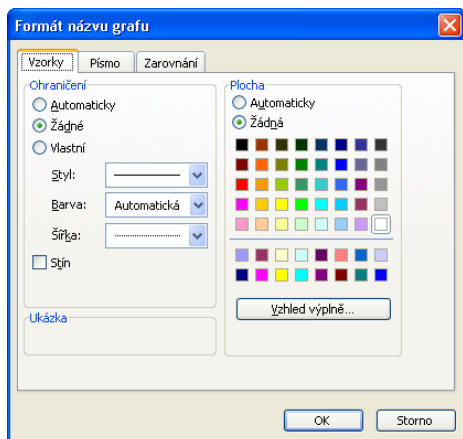 Formát názvu grafu
Vzorky Písmo Zarovnání
Ohraničení
Automaticky
Žádné
Vlastní
Styl:
Barva: Automatická
Šířka:
Stín
Ukázka
Plocha
Automaticky
Žádná
Vzhled výplně...
OK Storno